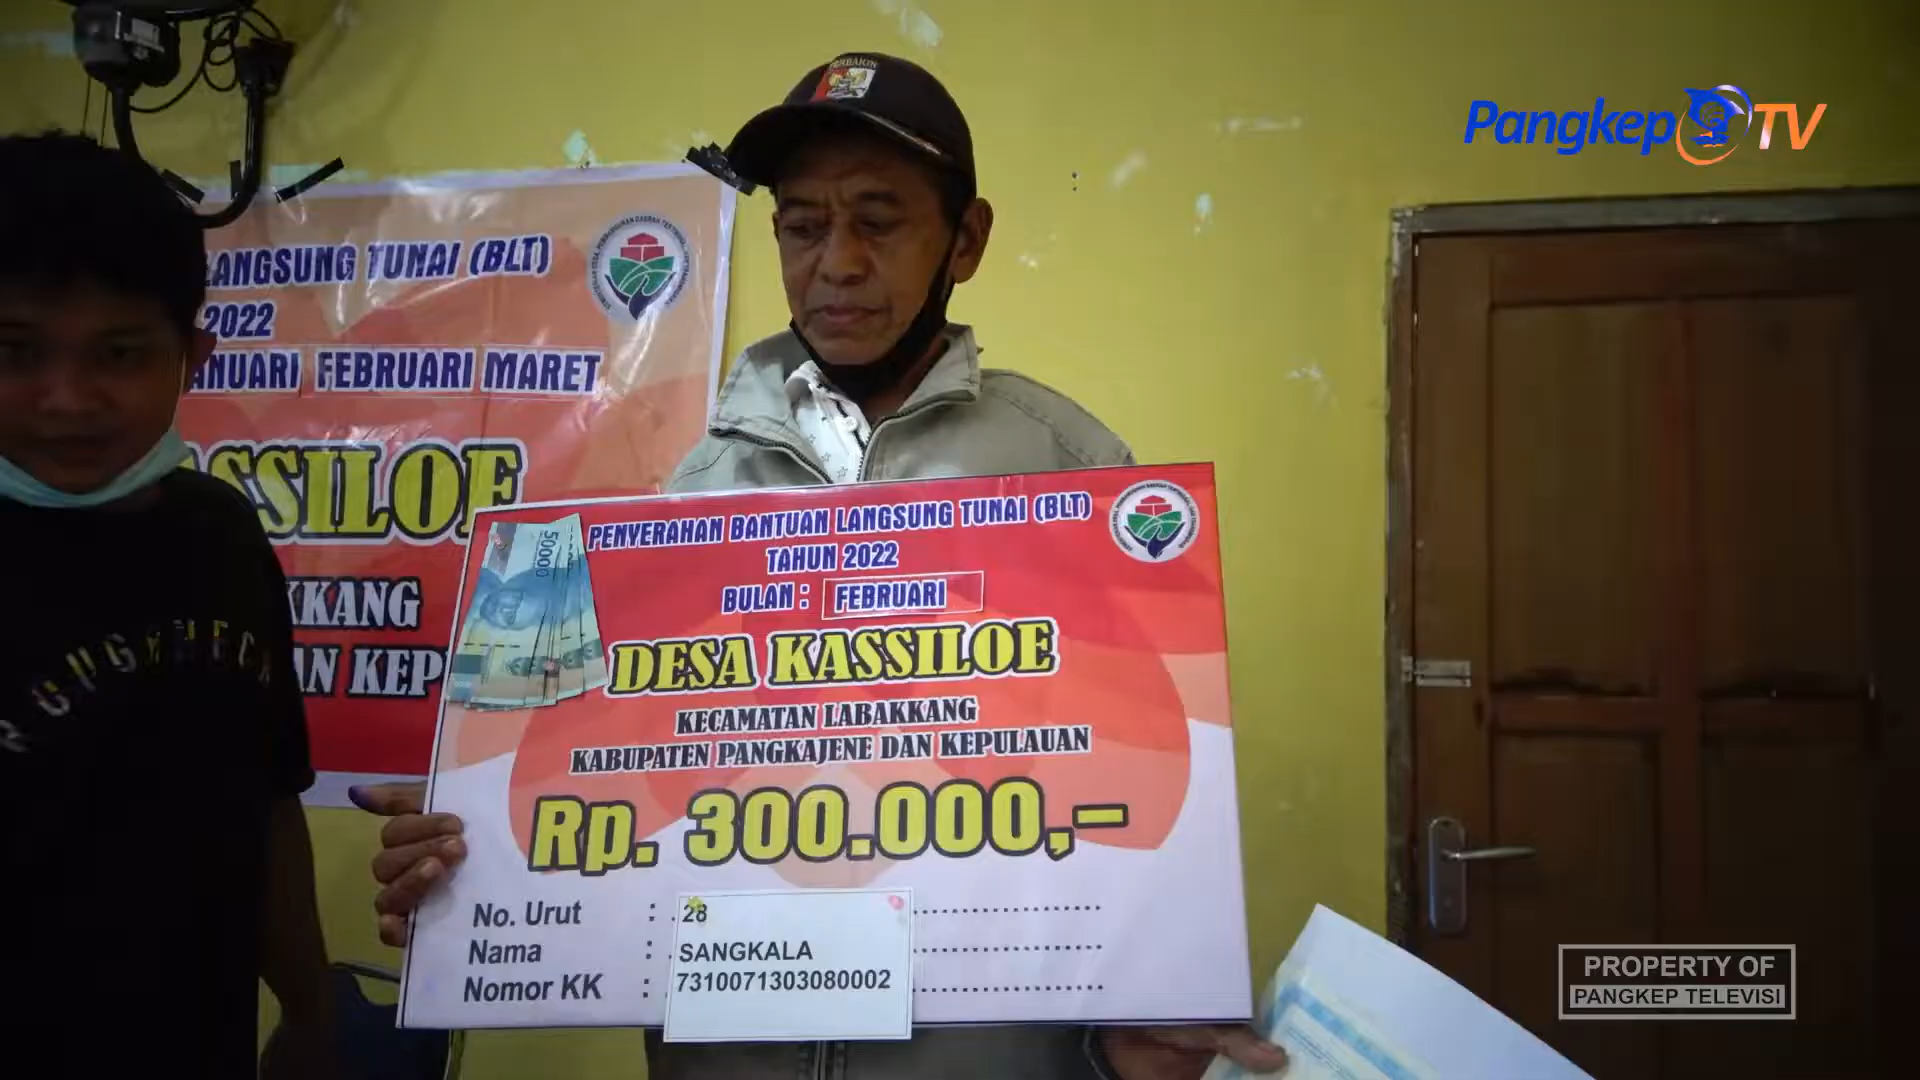 Pangkep TV
LANGSUNG TUNAI (BLT)
2022
ANUARI FEBRUARI MARET
ASSILOE
KKANG
AN KEP
PENYERAHAN BANTUAN LANGSUNG TUNAI (BLT)
TAHUN 2022
BULAN : FEBRUARI
50000
DESA KASSILOE
KECAMATAN LABAKKANG
KABUPATEN PANGKAJENE DAN KEPULAUAN
Rp. 300.000,-
No. Urut : 28
Nama : SANGKALA
Nomor KK : 7310071303080002
PROPERTY OF
PANGKEP TELEVISI